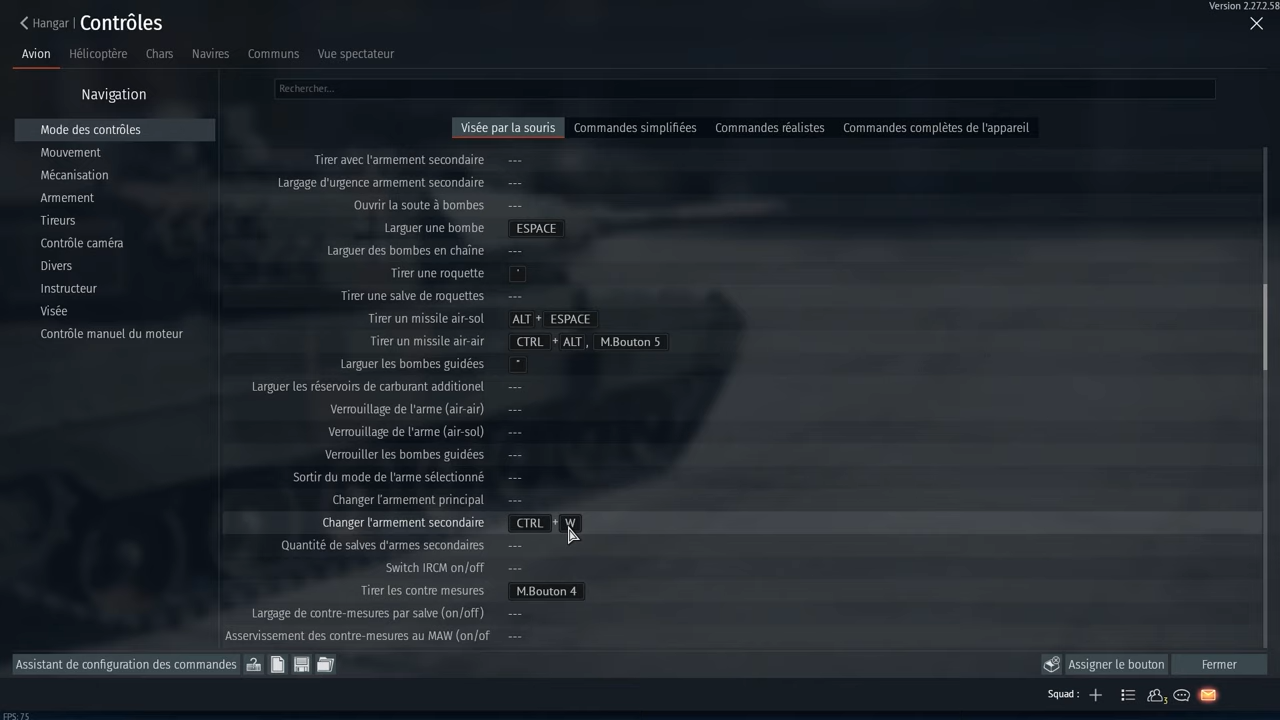 Version 2.27.2.58
Hangar | Contrôles
Avion Hélicoptère Chars Navires Communs Vue spectateur
Navigation
Mode des contrôles
Mouvement
Mécanisation
Armement
Tireurs
Contrôle caméra
Divers
Instructeur
Visée
Contrôle manuel du moteur
Rechercher...
Visée par la souris Commandes simplifiées Commandes réalistes Commandes complètes de l'appareil
Tirer avec l'armement secondaire ---
Largage d'urgence armement secondaire ---
Ouvrir la soute à bombes ---
Larguer une bombe ESPACE
Larguer des bombes en chaîne ---
Tirer une roquette '
Tirer une salve de roquettes ---
Tirer un missile air-sol ALT + ESPACE
Tirer un missile air-air CTRL + ALT, M.Bouton 5
Larguer les bombes guidées "
Larguer les réservoirs de carburant additionel ---
Verrouillage de l'arme (air-air) ---
Verrouillage de l'arme (air-sol) ---
Verrouiller les bombes guidées ---
Sortir du mode de l'arme sélectionné ---
Changer l'armement principal ---
Changer l'armement secondaire CTRL + W
Quantité de salves d'armes secondaires ---
Switch IRCM on/off ---
Tirer les contre mesures M.Bouton 4
Largage de contre-mesures par salve (on/off) ---
Asservissement des contre-mesures au MAW (on/of ---
Assistant de configuration des commandes
Assigner le bouton
Fermer
Squad : 3
FPS: 75